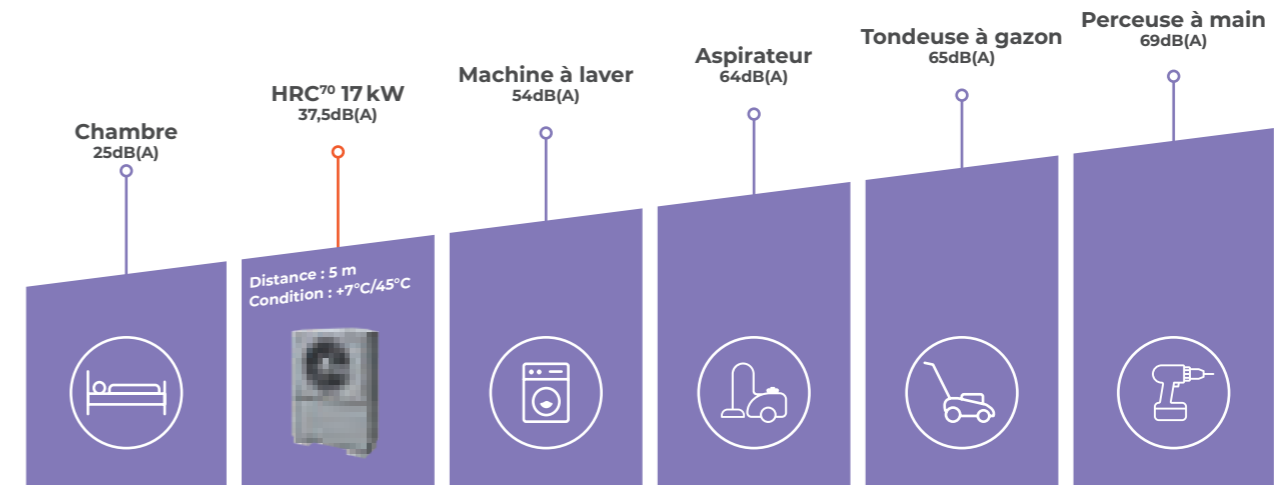 Chambre
25dB(A)
HRC⁷⁰ 17 kW
37,5dB(A)
Distance : 5 m
Condition : +7°C/45°C
Machine à laver
54dB(A)
Aspirateur
64dB(A)
Tondeuse à gazon
65dB(A)
Perceuse à main
69dB(A)